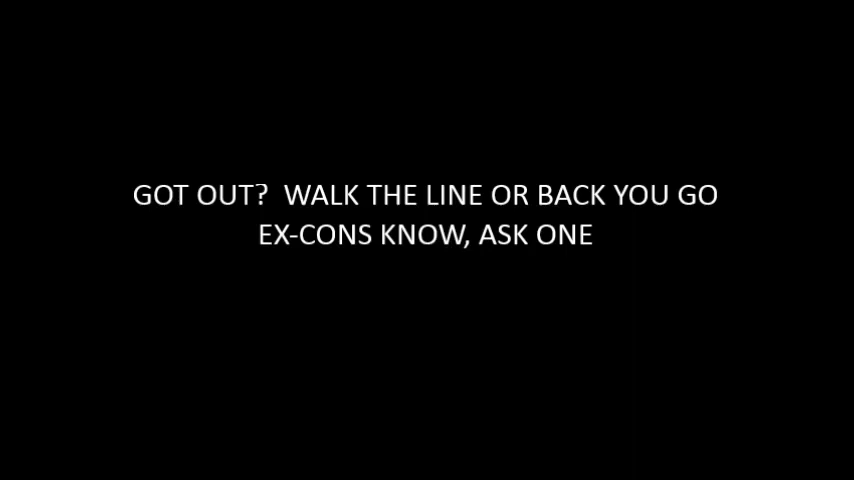 GOT OUT?  WALK THE LINE OR BACK YOU GO
EX-CONS KNOW, ASK ONE